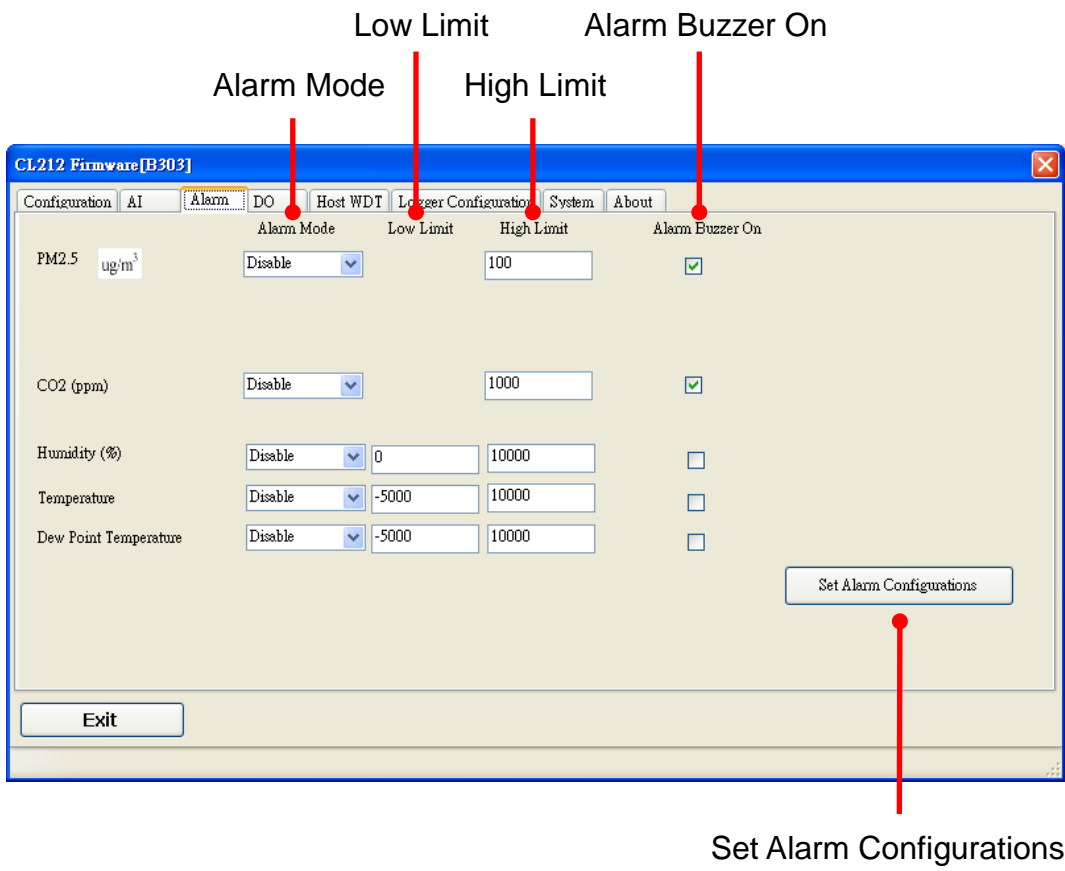 Low Limit Alarm Buzzer On
Alarm Mode High Limit
CL212 Firmware[B303]
Configuration AI Alarm DO Host WDT Logger Configuration System About
Alarm Mode Low Limit High Limit Alarm Buzzer On
PM2.5 ug/m³ Disable 100
CO2 (ppm) Disable 1000
Humidity (%) Disable 0 10000
Temperature Disable -5000 10000
Dew Point Temperature Disable -5000 10000
Set Alarm Configurations
Exit
Set Alarm Configurations